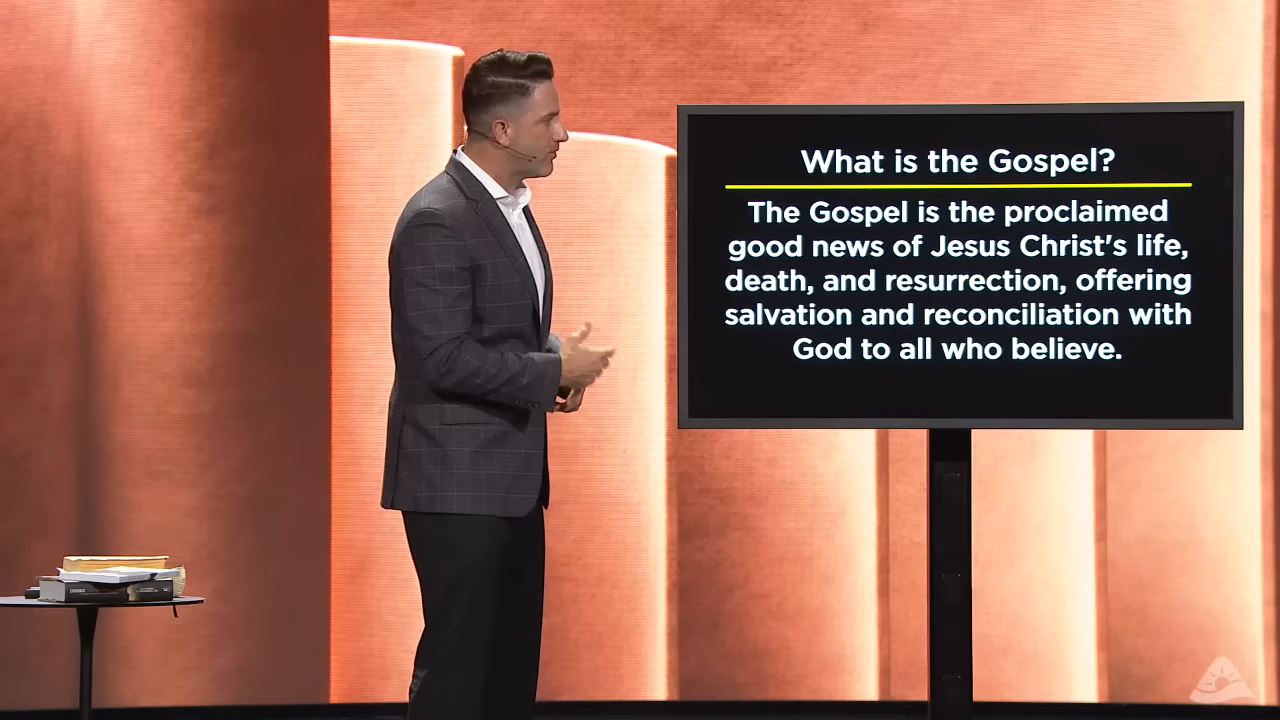 What is the Gospel?
The Gospel is the proclaimed
good news of Jesus Christ's life,
death, and resurrection, offering
salvation and reconciliation with
God to all who believe.